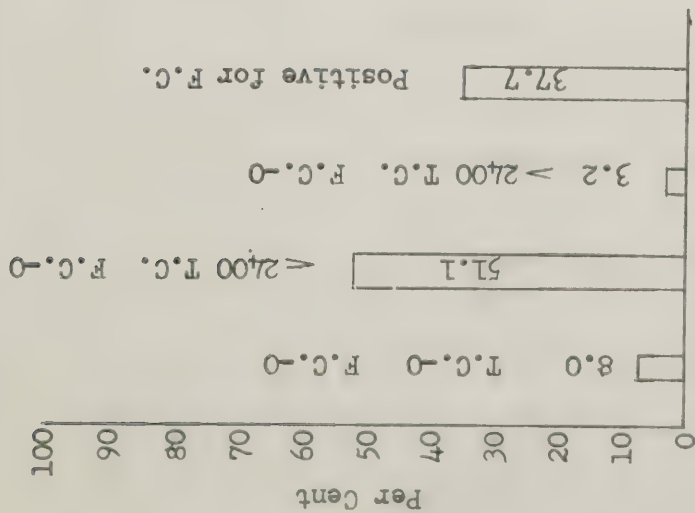 Per Cent
0 10 20 30 40 50 60 70 80 90 100
8.0 T.C.-0 F.C.-0
51.1 < 2400 T.C. F.C.-0
3.2 > 2400 T.C. F.C.-0
37.7 Positive for F.C.